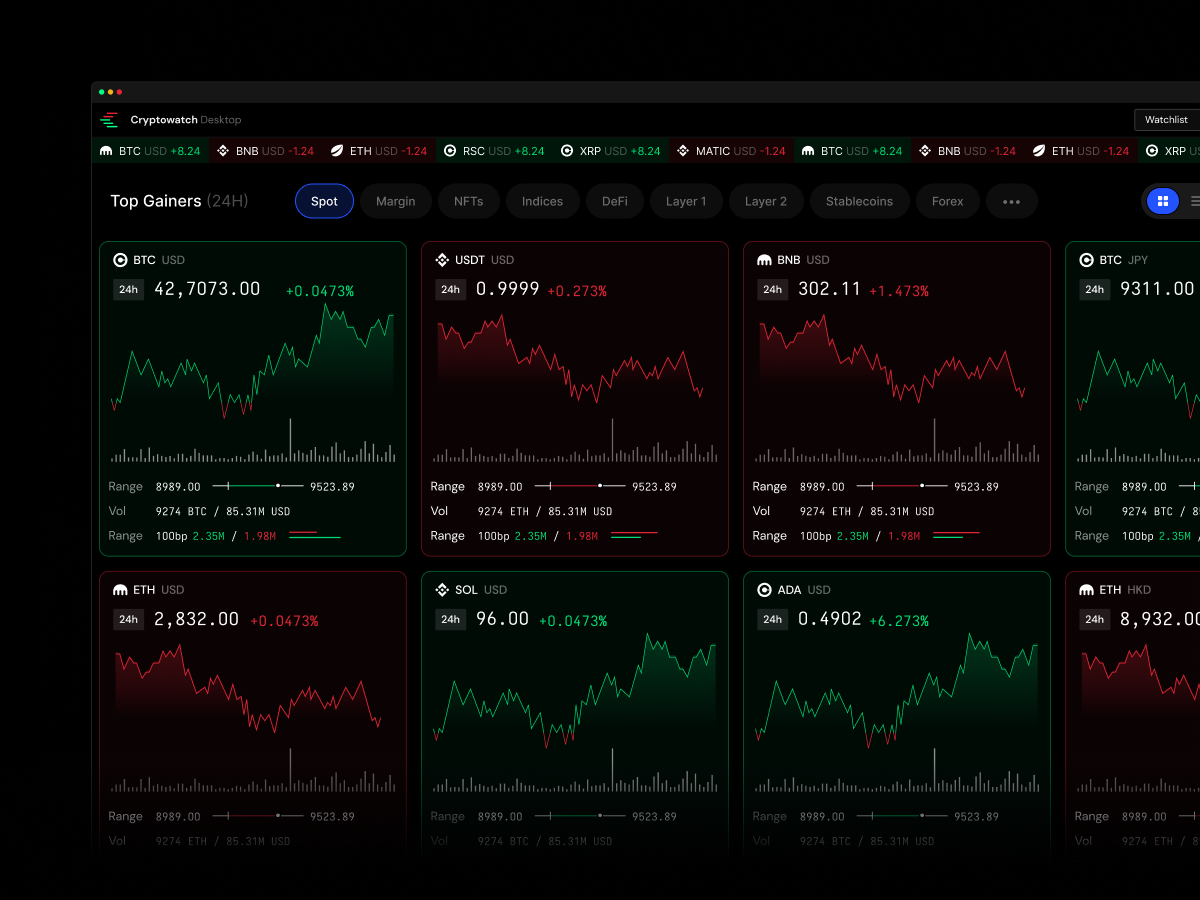 Cryptowatch Desktop
Watchlist
BTC USD +8.24 BNB USD -1.24 ETH USD -1.24 RSC USD +8.24 XRP USD +8.24 MATIC USD -1.24 BTC USD +8.24 BNB USD -1.24 ETH USD -1.24 XRP
Top Gainers (24H)
Spot Margin NFTs Indices DeFi Layer 1 Layer 2 Stablecoins Forex
BTC USD
24h 42,7073.00 +0.0473%
Range 8989.00 9523.89
Vol 9274 BTC / 85.31M USD
Range 100bp 2.35M / 1.98M
USDT USD
24h 0.9999 +0.273%
Range 8989.00 9523.89
Vol 9274 ETH / 85.31M USD
Range 100bp 2.35M / 1.98M
BNB USD
24h 302.11 +1.473%
Range 8989.00 9523.89
Vol 9274 ETH / 85.31M USD
Range 100bp 2.35M / 1.98M
BTC JPY
24h 9311.00
Range 8989.00
Vol 9274 BTC /
Range 100bp 2.35M
ETH USD
24h 2,832.00 +0.0473%
Range 8989.00 9523.89
Vol 9274 ETH / 85.31M USD
SOL USD
24h 96.00 +0.0473%
Range 8989.00 9523.89
Vol 9274 BTC / 85.31M USD
ADA USD
24h 0.4902 +6.273%
Range 8989.00 9523.89
Vol 9274 BTC / 85.31M USD
ETH HKD
24h 8,932.00
Range 8989.00
Vol 9274 ETH /